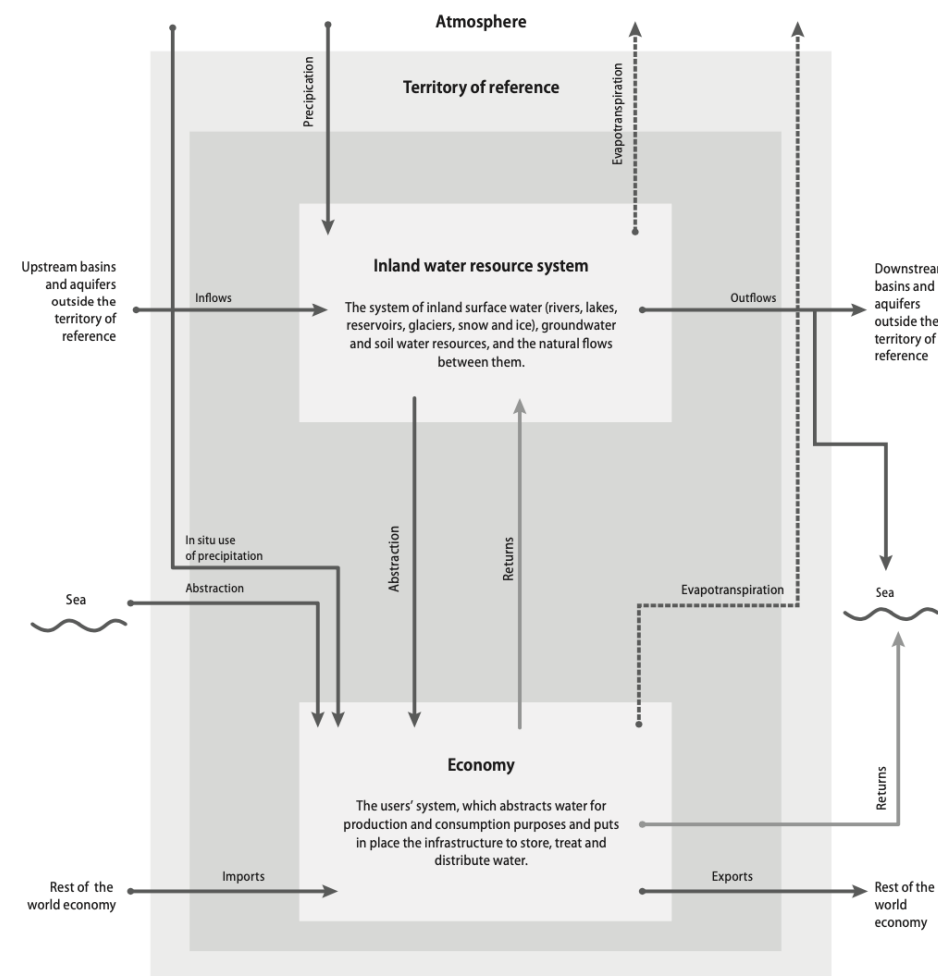 Atmosphere
Territory of reference
Precipication
Evapotranspiration
Inland water resource system
The system of inland surface water (rivers, lakes,
reservoirs, glaciers, snow and ice), groundwater
and soil water resources, and the natural flows
between them.
Upstream basins
and aquifers
outside the
territory of
reference
Inflows
Outflows
Downstream
basins and
aquifers
outside the
territory of
reference
In situ use
of precipitation
Abstraction
Sea
Abstraction
Returns
Evapotranspiration
Sea
Economy
The users’ system, which abstracts water for
production and consumption purposes and puts
in place the infrastructure to store, treat and
distribute water.
Returns
Imports
Rest of the
world economy
Exports
Rest of the
world
economy